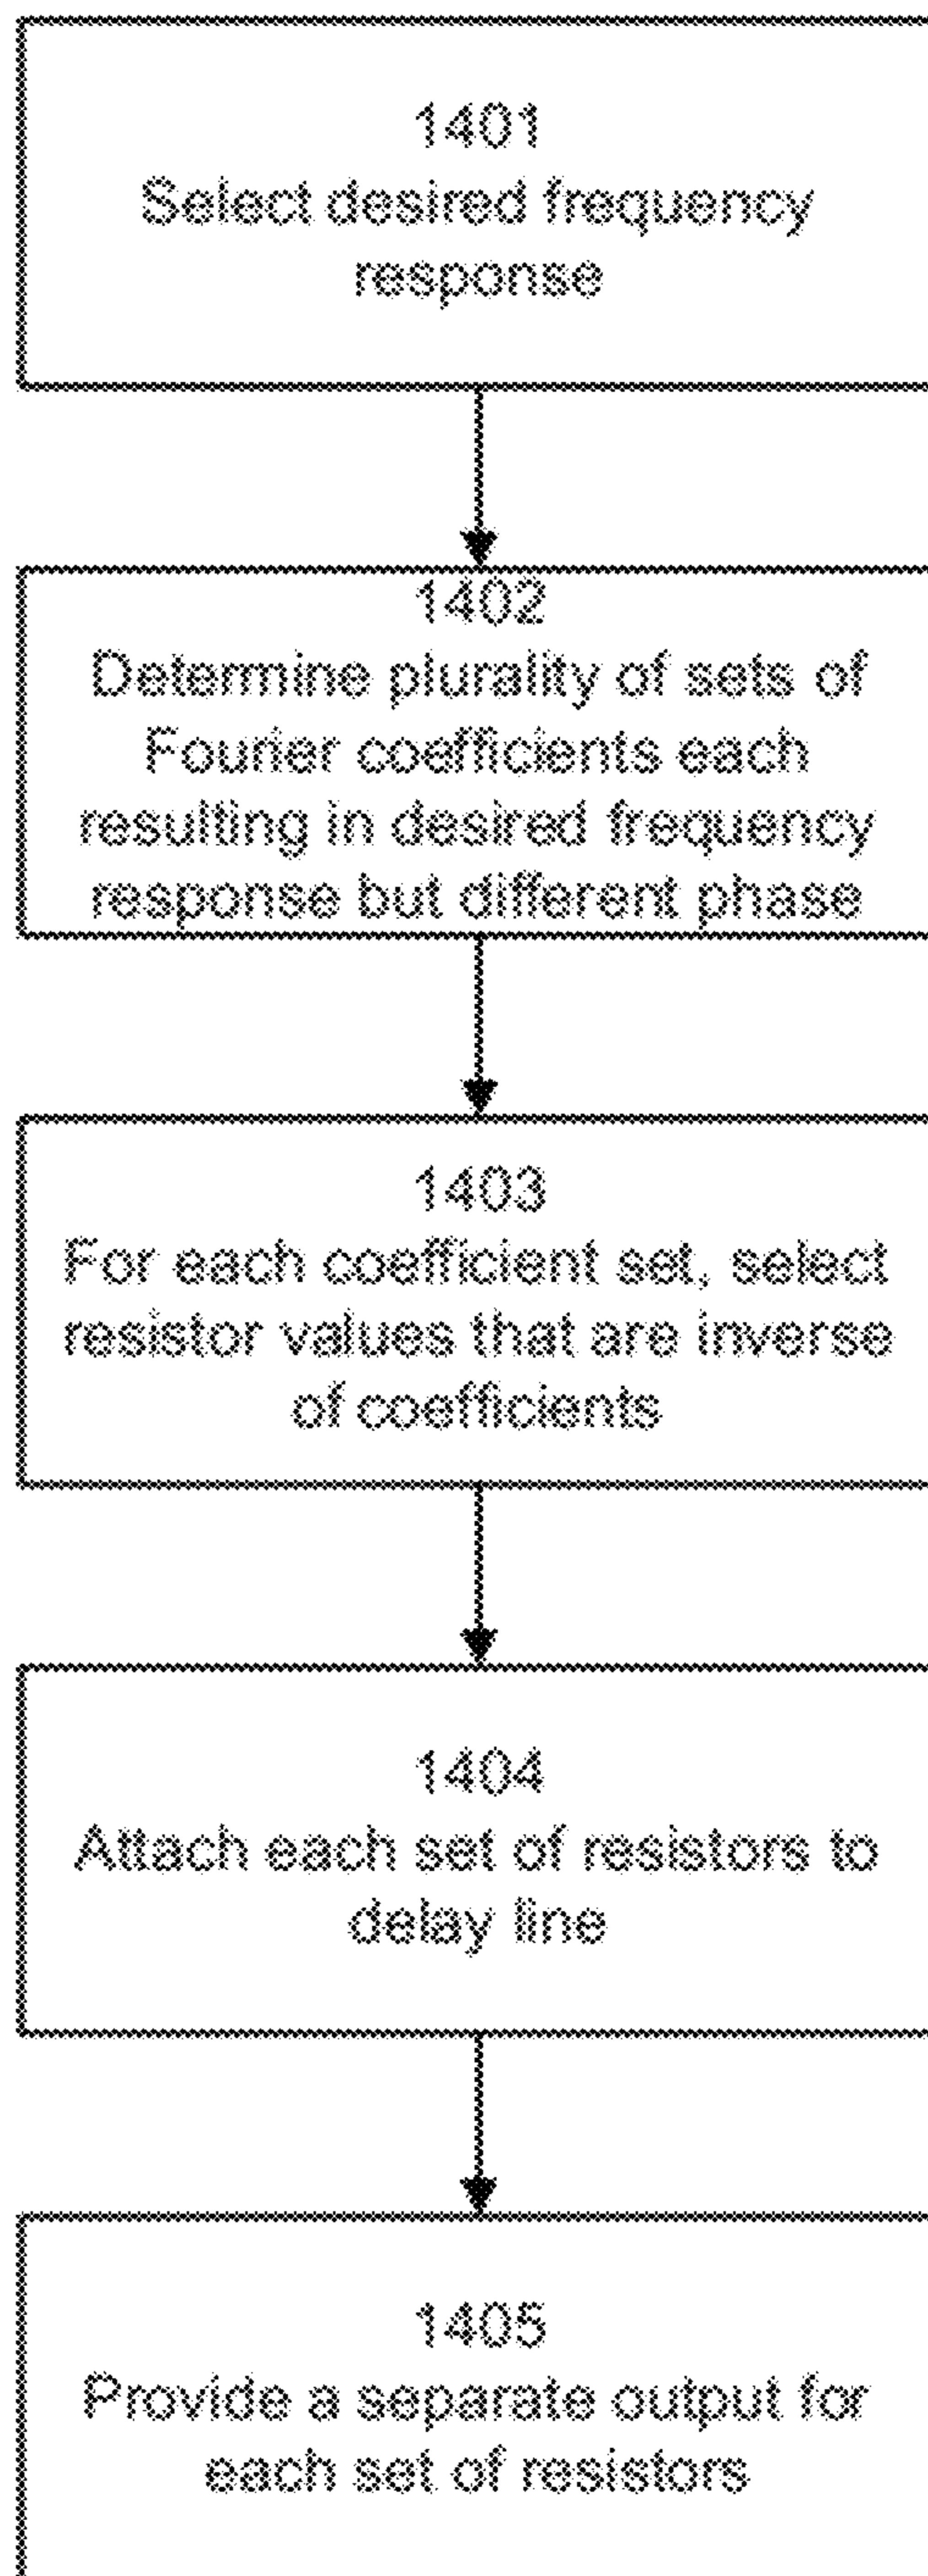 1401
Select desired frequency
response
1402
Determine plurality of sets of
Fourier coefficients each
resulting in desired frequency
response but different phase
1403
For each coefficient set, select
resistor values that are inverse
of coefficients
1404
Attach each set of resistors to
delay line
1405
Provide a separate output for
each set of resistors